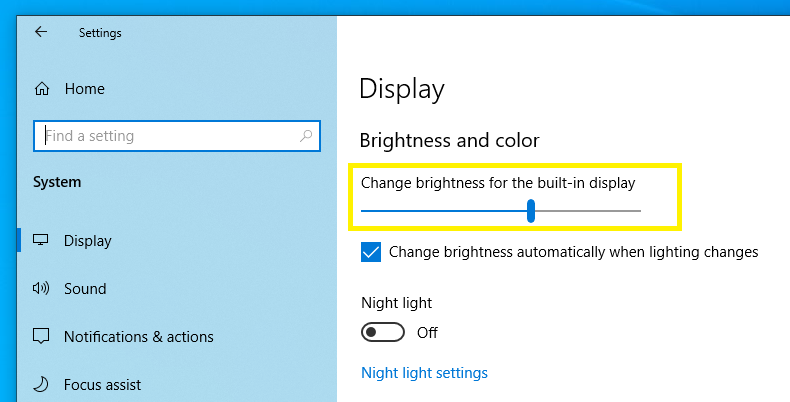 Settings
Home
Find a setting
System
Display
Sound
Notifications & actions
Focus assist
Display
Brightness and color
Change brightness for the built-in display
Change brightness automatically when lighting changes
Night light
Off
Night light settings